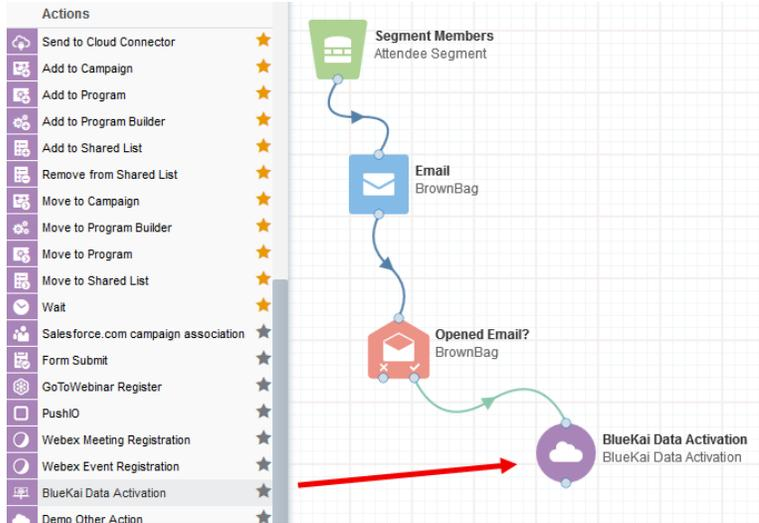 Actions
Send to Cloud Connector
Add to Campaign
Add to Program
Add to Program Builder
Add to Shared List
Remove from Shared List
Move to Campaign
Move to Program Builder
Move to Program
Move to Shared List
Wait
Salesforce.com campaign association
Form Submit
GoToWebinar Register
PushIO
Webex Meeting Registration
Webex Event Registration
BlueKai Data Activation
Demo Other Action
Segment Members
Attendee Segment
Email
BrownBag
Opened Email?
BrownBag
BlueKai Data Activation
BlueKai Data Activation